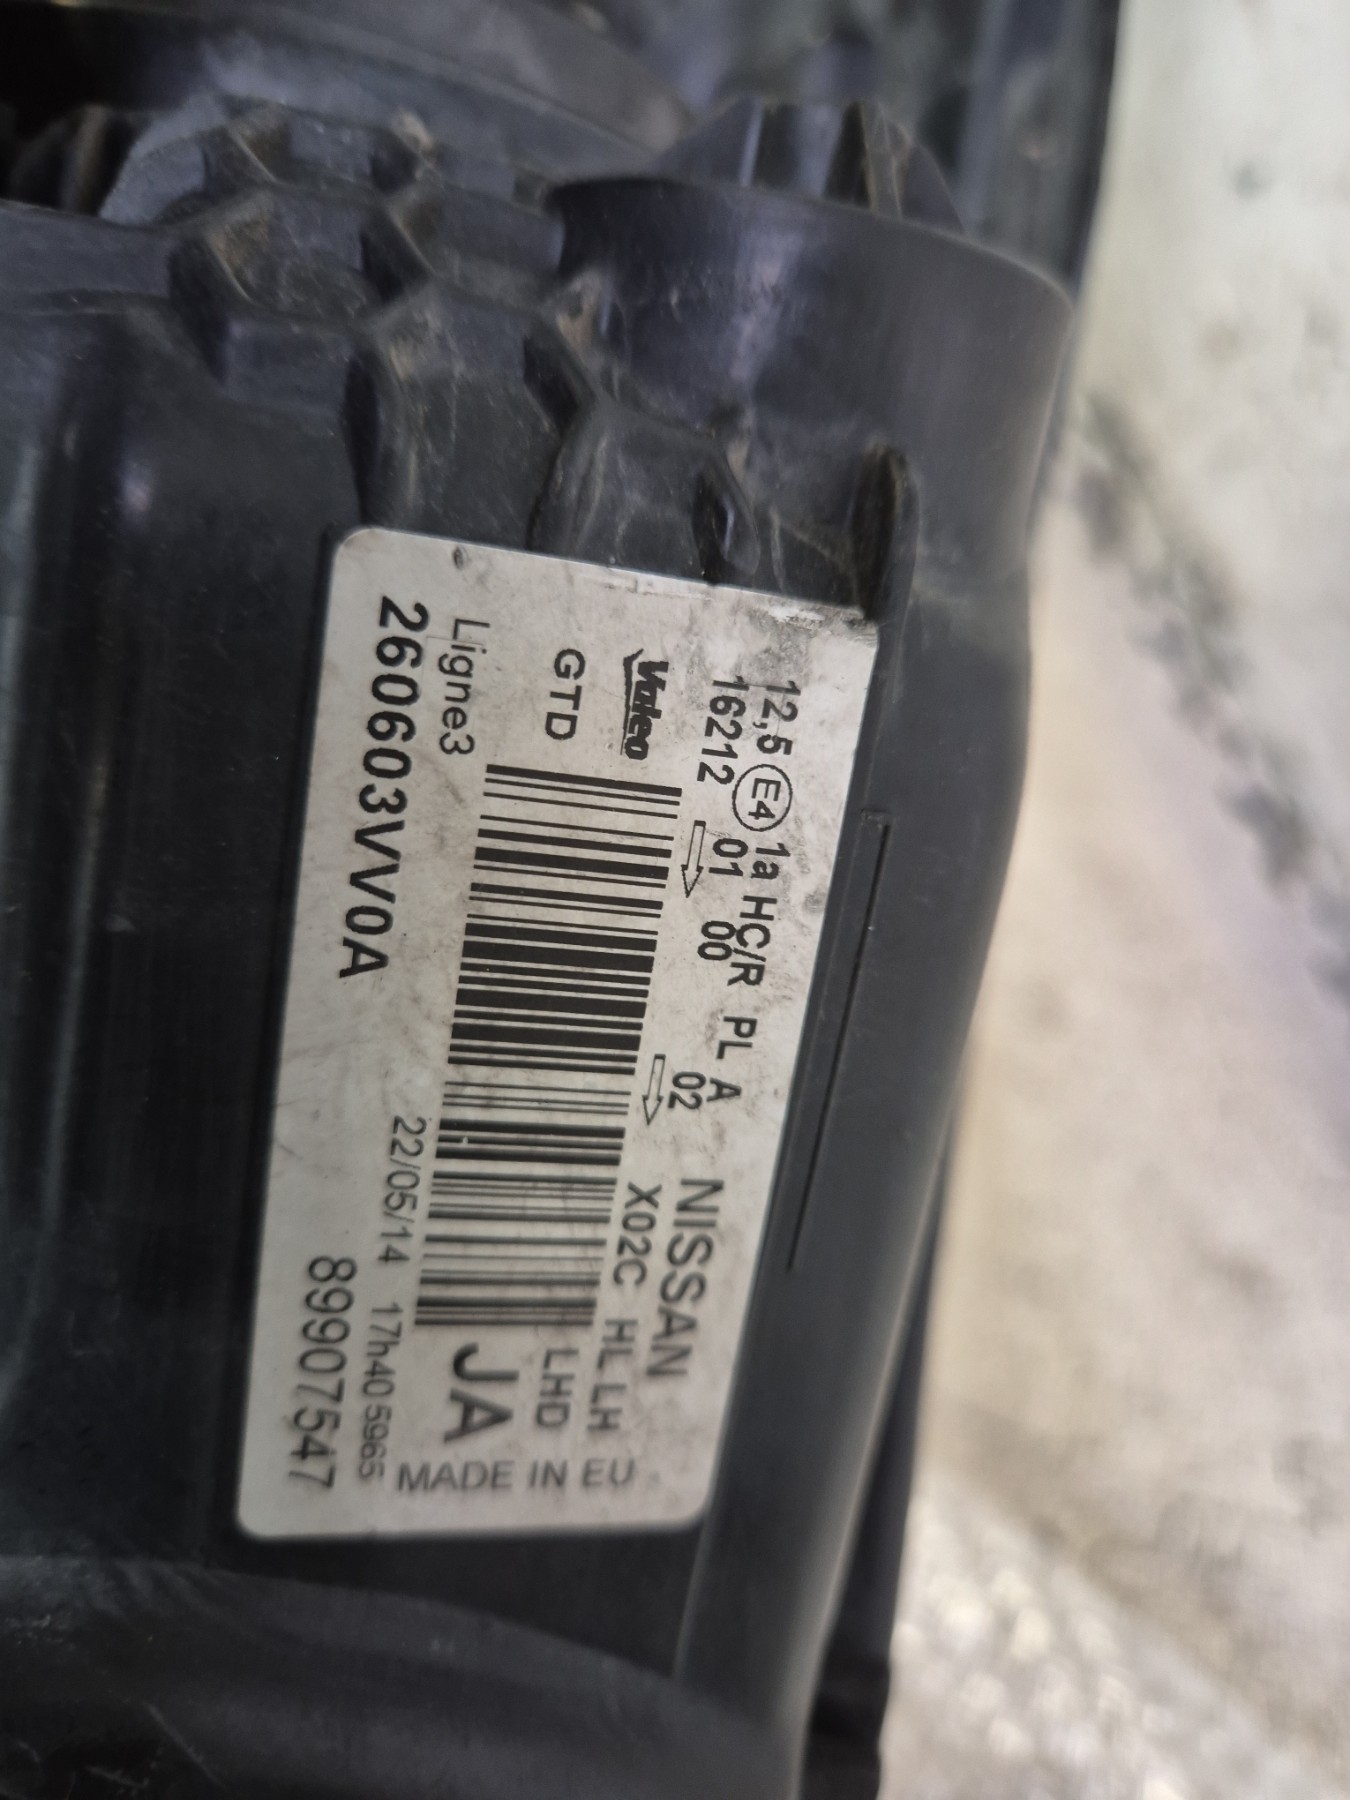 12,5 E4 1a HC/R PL A
16212 01 00 02
NISSAN
Valeo
X02C HL LH
GTD
LHD
JA
MADE IN EU
Ligne3
22/05/14 17h40 5965
260603VV0A
89907547